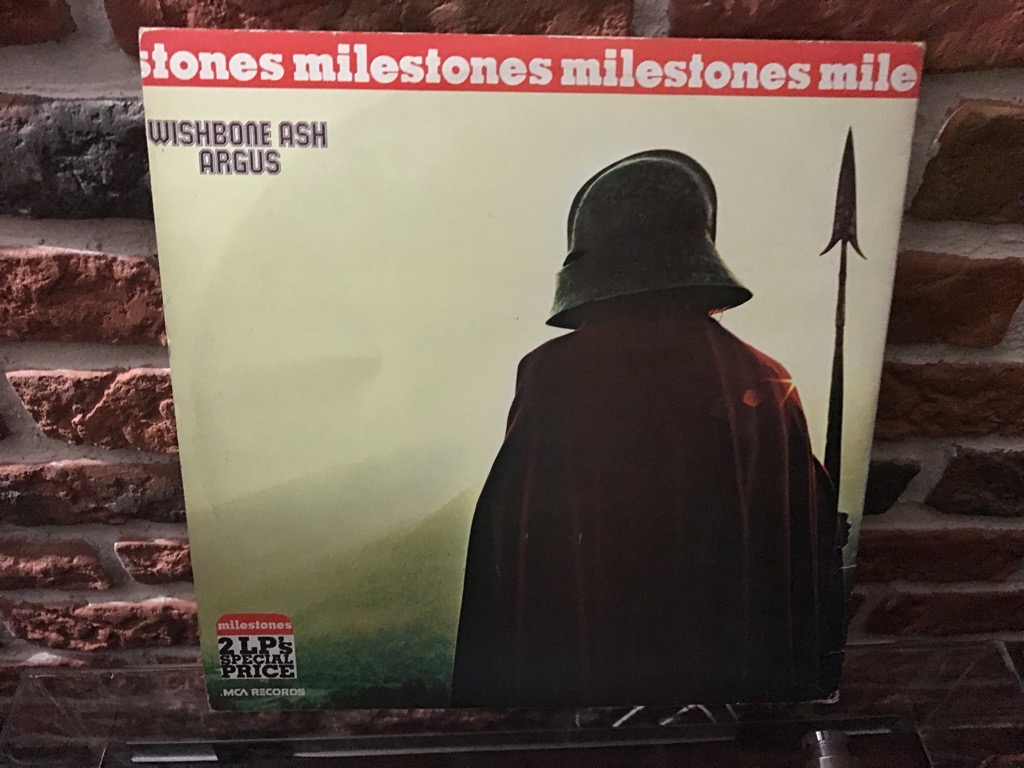 stones milestones milestones mile
WISHBONE ASH
ARGUS
milestones
2 LP's
SPECIAL
PRICE
.MCA RECORDS